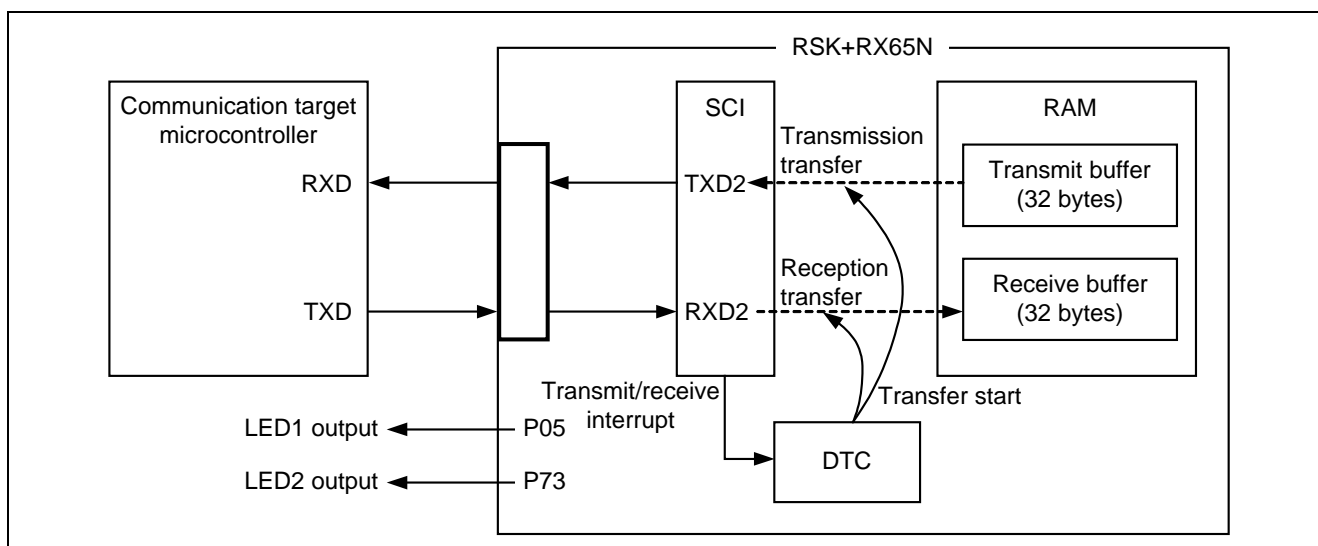 RSK+RX65N
Communication target
microcontroller
RXD
TXD
SCI
TXD2
RXD2
Transmission
transfer
Reception
transfer
RAM
Transmit buffer
(32 bytes)
Receive buffer
(32 bytes)
Transmit/receive
interrupt
Transfer start
DTC
LED1 output
P05
LED2 output
P73